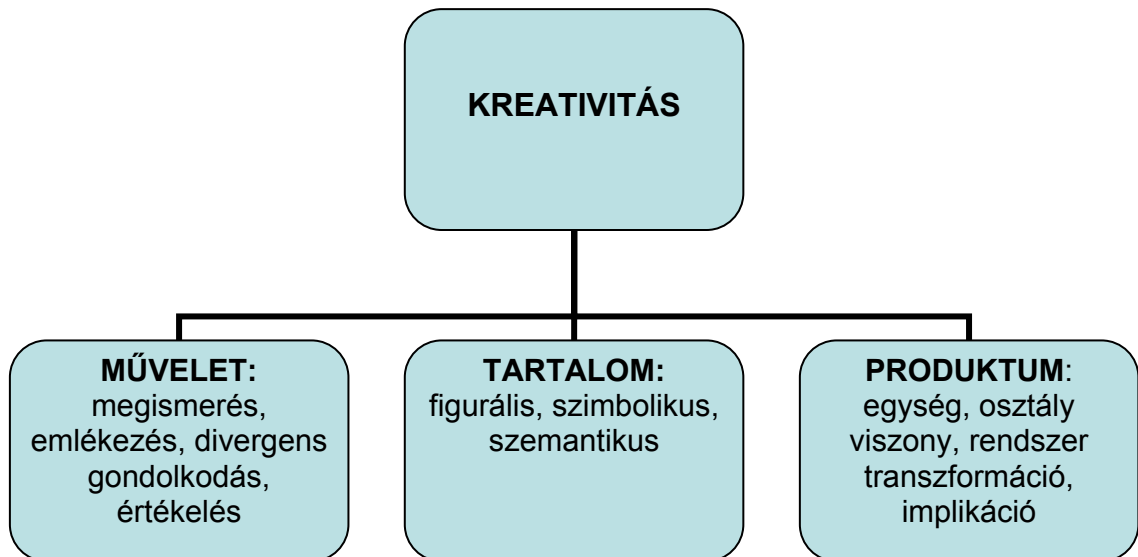 KREATIVITÁS
MŰVELET:
megismerés,
emlékezés, divergens
gondolkodás,
értékelés
TARTALOM:
figurális, szimbolikus,
szemantikus
PRODUKTUM:
egység, osztály
viszony, rendszer
transzformáció,
implikáció